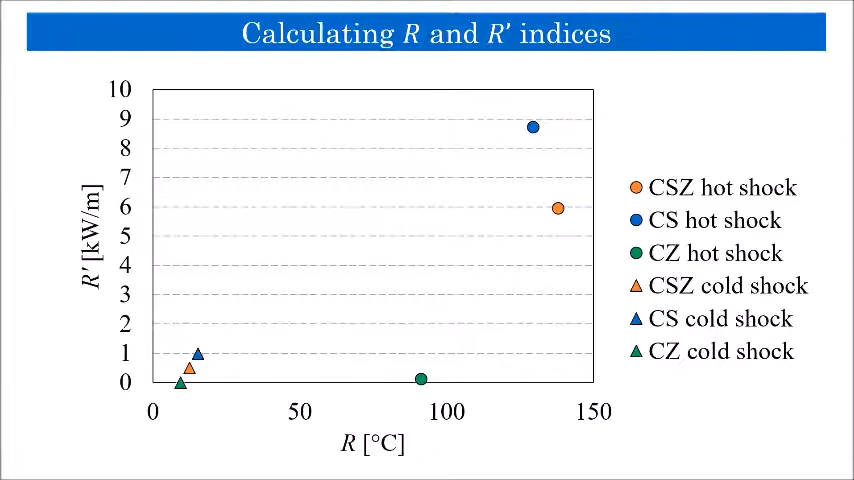 Calculating R and R' indices
10
9
8
7
6
5
4
3
2
1
0
R' [kW/m]
0 50 100 150
R [°C]
CSZ hot shock
CS hot shock
CZ hot shock
CSZ cold shock
CS cold shock
CZ cold shock